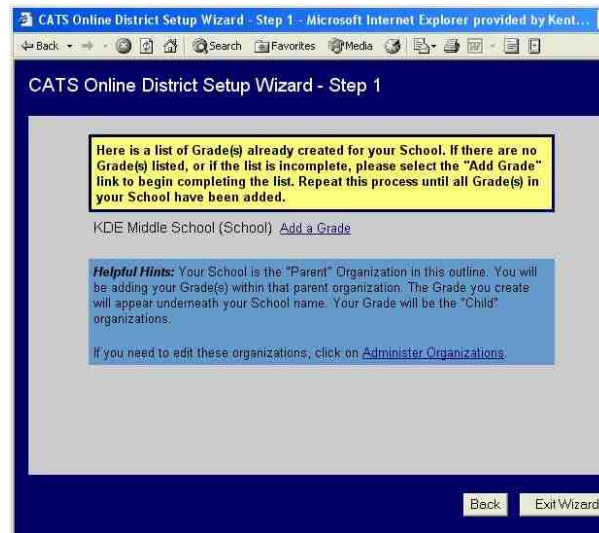 CATS Online District Setup Wizard - Step 1 - Microsoft Internet Explorer provided by Kent...
Back Search Favorites Media
CATS Online District Setup Wizard - Step 1
Here is a list of Grade(s) already created for your School. If there are no
Grade(s) listed, or if the list is incomplete, please select the "Add Grade"
link to begin completing the list. Repeat this process until all Grade(s) in
your School have been added.
KDE Middle School (School) Add a Grade
Helpful Hints: Your School is the "Parent" Organization in this outline. You will
be adding your Grade(s) within that parent organization. The Grade you create
will appear underneath your School name. Your Grade will be the "Child"
organizations.
If you need to edit these organizations, click on Administer Organizations.
Back Exit Wizard